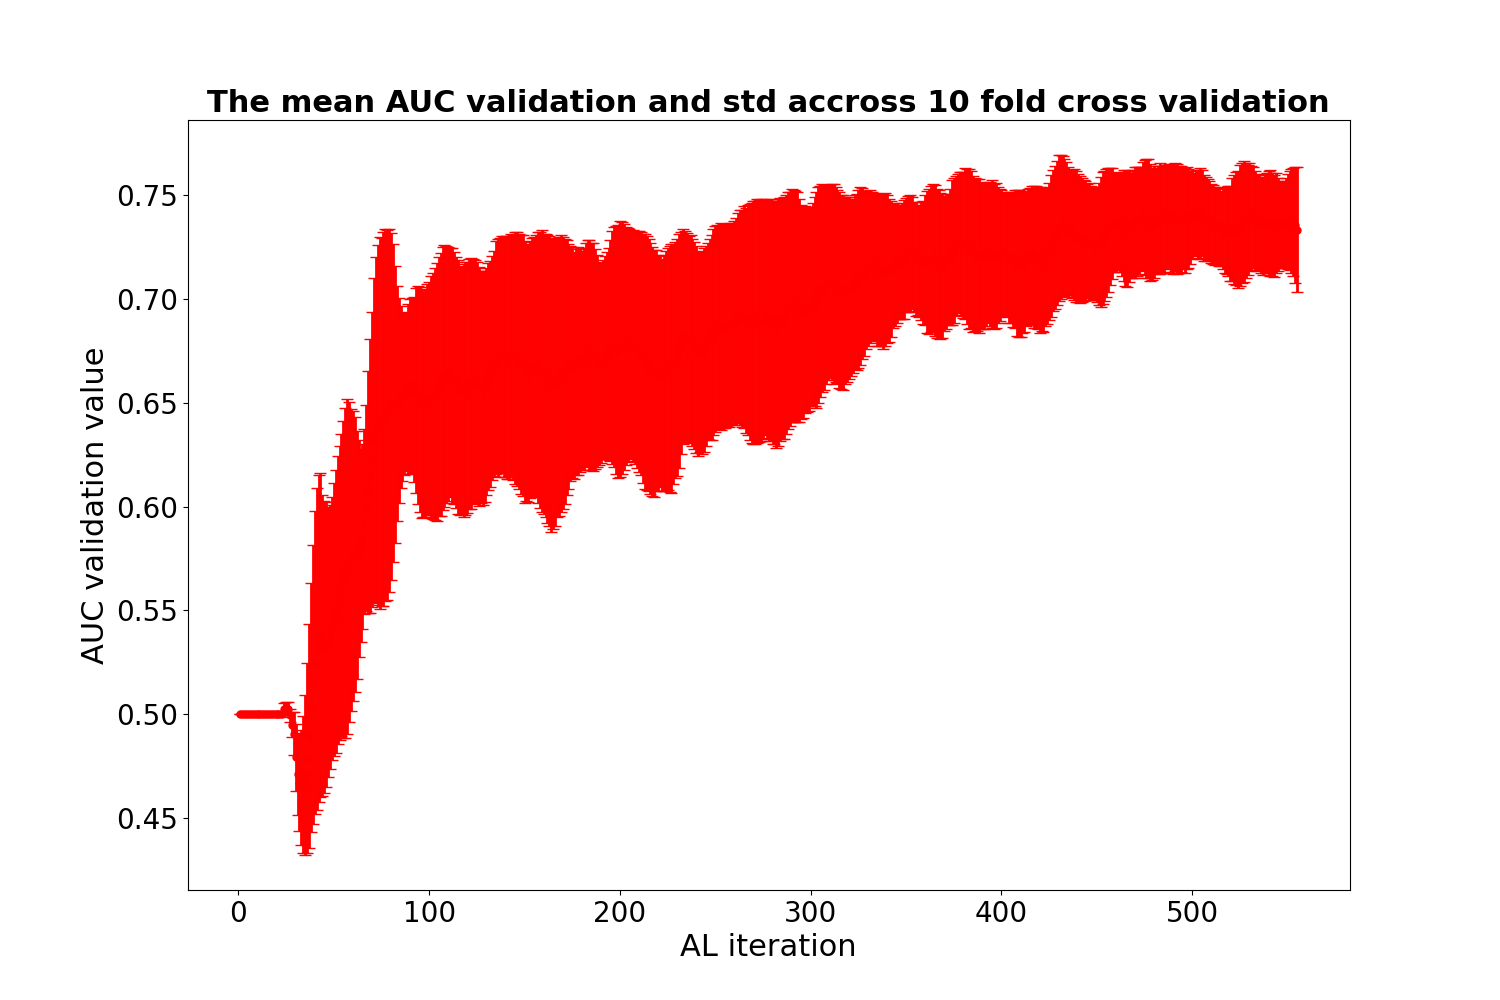 The mean AUC validation and std accross 10 fold cross validation
0.75
0.70
0.65
0.60
0.55
0.50
0.45
AUC validation value
0 100 200 300 400 500
AL iteration